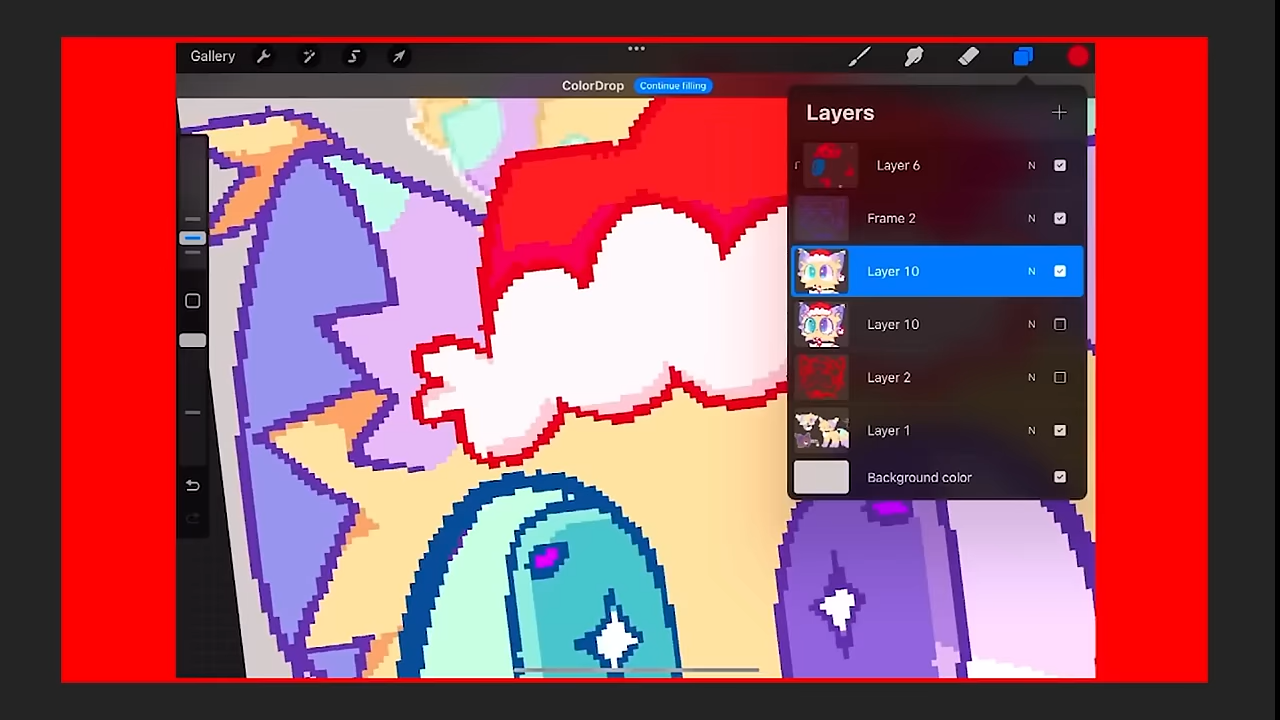 Gallery
ColorDrop Continue filling
Layers
Layer 6 N
Frame 2 N
Layer 10 N
Layer 10 N
Layer 2 N
Layer 1 N
Background color